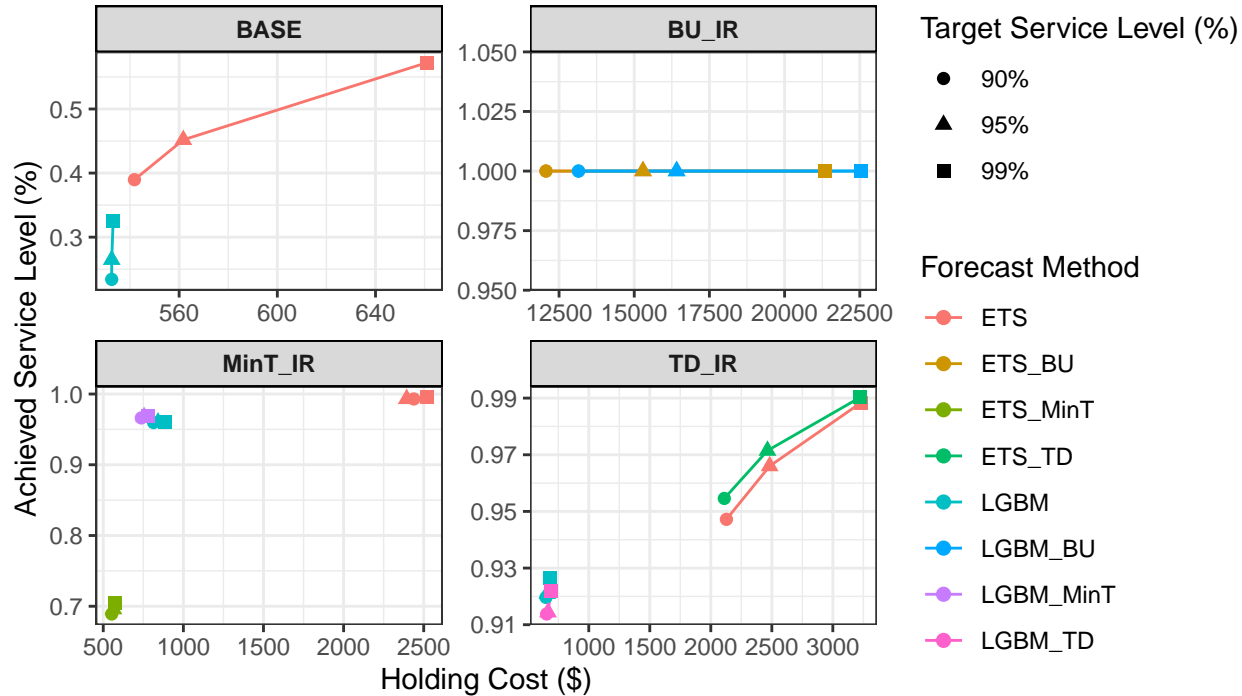 BASE
BU_IR
0.5
0.4
0.3
560
600
640
1.050
1.025
1.000
0.975
0.950
12500
15000
17500
20000
22500
MinT_IR
TD_IR
1.0
0.9
0.8
0.7
500
1000
1500
2000
2500
0.99
0.97
0.95
0.93
0.91
1000
1500
2000
2500
3000
Achieved Service Level (%)
Holding Cost ($)
Target Service Level (%)
90%
95%
99%
Forecast Method
ETS
ETS_BU
ETS_MinT
ETS_TD
LGBM
LGBM_BU
LGBM_MinT
LGBM_TD